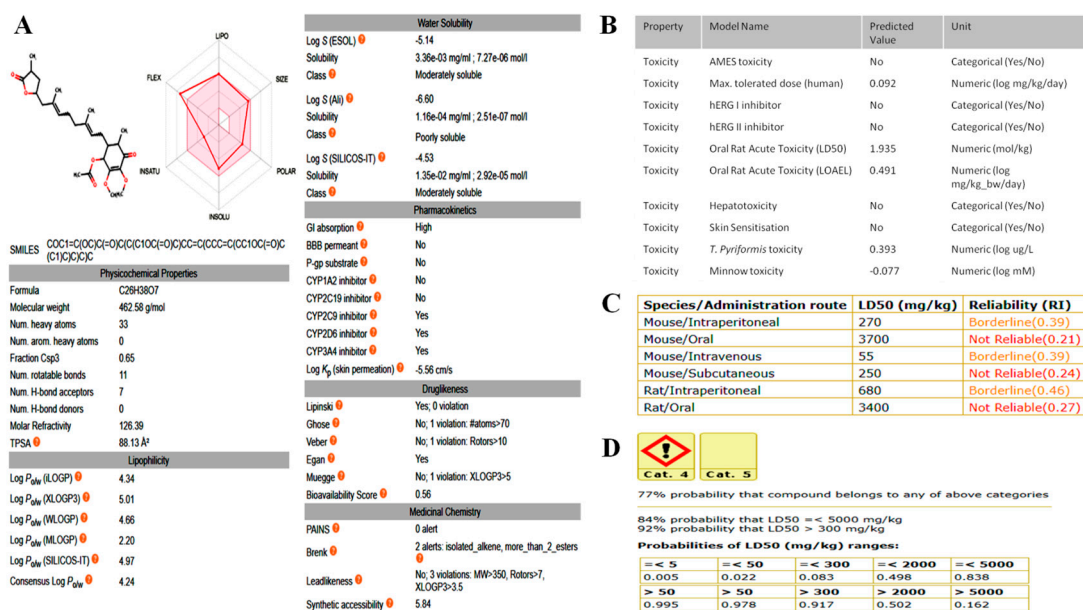 A
CH₃
CH₃
CH₃
CH₃
LIPO
FLEX
SIZE
INSATU
POLAR
INSOLU
SMILES COC1=C(OC)C(=O)C(C(C1OC(=O)C)CC=C(CCC=C(CC1OC(=O)C
(C1)C)C)C)C
Physicochemical Properties
Formula C26H38O7
Molecular weight 462.58 g/mol
Num. heavy atoms 33
Num. arom. heavy atoms 0
Fraction Csp3 0.65
Num. rotatable bonds 11
Num. H-bond acceptors 7
Num. H-bond donors 0
Molar Refractivity 126.39
TPSA ? 88.13 Å²
Lipophilicity
Log Po/w (iLOGP) ? 4.34
Log Po/w (XLOGP3) ? 5.01
Log Po/w (WLOGP) ? 4.66
Log Po/w (MLOGP) ? 2.20
Log Po/w (SILICOS-IT) ? 4.97
Consensus Log Po/w ? 4.24
Water Solubility
Log S (ESOL) ? -5.14
Solubility 3.36e-03 mg/ml ; 7.27e-06 mol/l
Class ? Moderately soluble
Log S (Ali) ? -6.60
Solubility 1.16e-04 mg/ml ; 2.51e-07 mol/l
Class ? Poorly soluble
Log S (SILICOS-IT) ? -4.53
Solubility 1.35e-02 mg/ml ; 2.92e-05 mol/l
Class ? Moderately soluble
Pharmacokinetics
GI absorption ? High
BBB permeant ? No
P-gp substrate ? No
CYP1A2 inhibitor ? No
CYP2C19 inhibitor ? No
CYP2C9 inhibitor ? Yes
CYP2D6 inhibitor ? Yes
CYP3A4 inhibitor ? Yes
Log Kp (skin permeation) ? -5.56 cm/s
Druglikeness
Lipinski ? Yes; 0 violation
Ghose ? No; 1 violation: #atoms>70
Veber ? No; 1 violation: Rotors>10
Egan ? Yes
Muegge ? No; 1 violation: XLOGP3>5
Bioavailability Score ? 0.56
Medicinal Chemistry
PAINS ? 0 alert
Brenk ? 2 alerts: isolated_alkene, more_than_2_esters
?
Leadlikeness ? No; 3 violations: MW>350, Rotors>7,
XLOGP3>3.5
Synthetic accessibility ? 5.84
B
Property Model Name Predicted Value Unit
Toxicity AMES toxicity No Categorical (Yes/No)
Toxicity Max. tolerated dose (human) 0.092 Numeric (log mg/kg/day)
Toxicity hERG I inhibitor No Categorical (Yes/No)
Toxicity hERG II inhibitor No Categorical (Yes/No)
Toxicity Oral Rat Acute Toxicity (LD50) 1.935 Numeric (mol/kg)
Toxicity Oral Rat Acute Toxicity (LOAEL) 0.491 Numeric (log
mg/kg_bw/day)
Toxicity Hepatotoxicity No Categorical (Yes/No)
Toxicity Skin Sensitisation No Categorical (Yes/No)
Toxicity T. Pyriformis toxicity 0.393 Numeric (log ug/L
Toxicity Minnow toxicity -0.077 Numeric (log mM)
C
Species/Administration route LD50 (mg/kg) Reliability (RI)
Mouse/Intraperitoneal 270 Borderline(0.39)
Mouse/Oral 3700 Not Reliable(0.21)
Mouse/Intravenous 55 Borderline(0.39)
Mouse/Subcutaneous 250 Not Reliable(0.24)
Rat/Intraperitoneal 680 Borderline(0.46)
Rat/Oral 3400 Not Reliable(0.27)
D
Cat. 4 Cat. 5
77% probability that compound belongs to any of above categories
84% probability that LD50 =< 5000 mg/kg
92% probability that LD50 > 300 mg/kg
Probabilities of LD50 (mg/kg) ranges:
=< 5 =< 50 =< 300 =< 2000 =< 5000
0.005 0.022 0.083 0.498 0.838
> 50 > 50 > 300 > 2000 > 5000
0.995 0.978 0.917 0.502 0.162